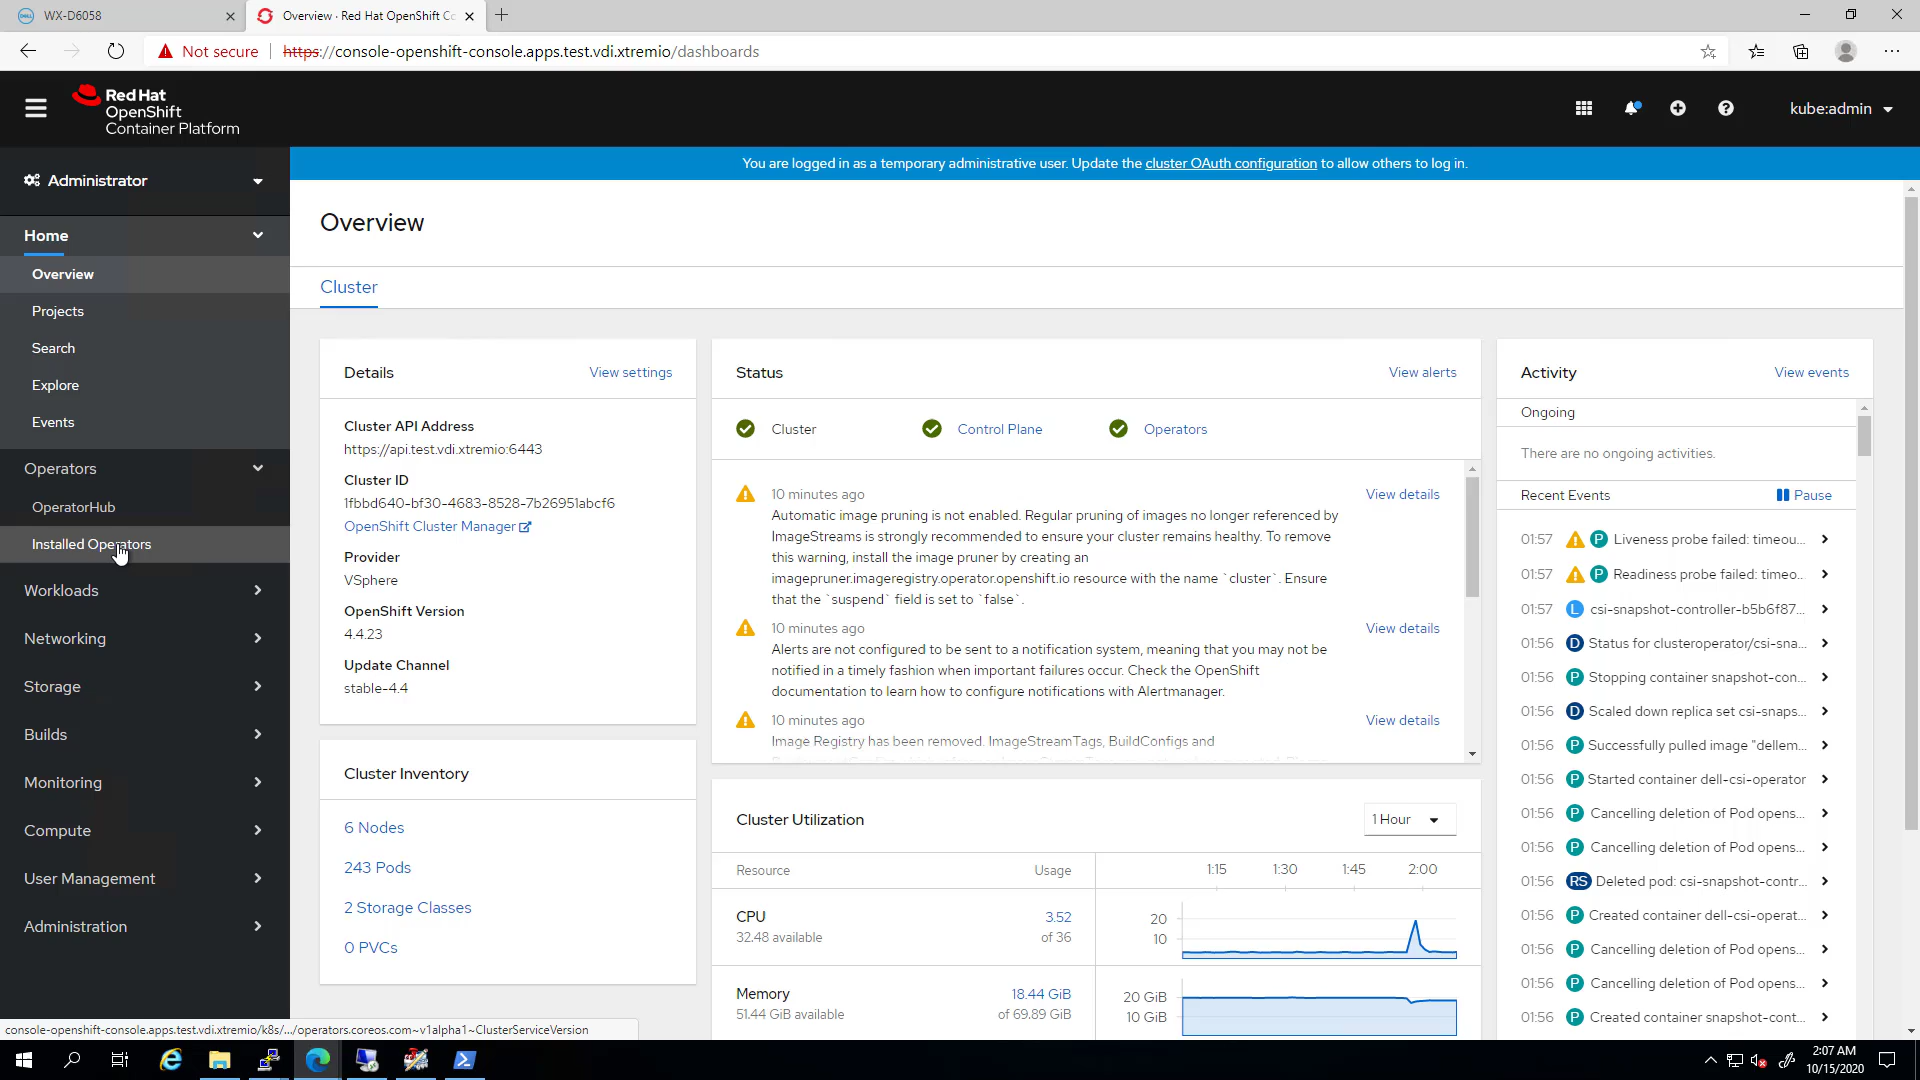 WX-D6058
Overview · Red Hat OpenShift Cc
Not secure
https://console-openshift-console.apps.test.vdi.xtremio/dashboards
Red Hat
OpenShift
Container Platform
kube:admin
You are logged in as a temporary administrative user. Update the cluster OAuth configuration to allow others to log in.
Administrator
Home
Overview
Projects
Search
Explore
Events
Operators
OperatorHub
Installed Operators
Workloads
Networking
Storage
Builds
Monitoring
Compute
User Management
Administration
Overview
Cluster
Details
View settings
Cluster API Address
https://api.test.vdi.xtremio:6443
Cluster ID
1fbbd640-bf30-4683-8528-7b26951abcf6
OpenShift Cluster Manager
Provider
VSphere
OpenShift Version
4.4.23
Update Channel
stable-4.4
Cluster Inventory
6 Nodes
243 Pods
2 Storage Classes
0 PVCs
Status
View alerts
Cluster
Control Plane
Operators
10 minutes ago
View details
Automatic image pruning is not enabled. Regular pruning of images no longer referenced by
ImageStreams is strongly recommended to ensure your cluster remains healthy. To remove
this warning, install the image pruner by creating an
imagepruner.imageregistry.operator.openshift.io resource with the name `cluster`. Ensure
that the `suspend` field is set to `false`.
10 minutes ago
View details
Alerts are not configured to be sent to a notification system, meaning that you may not be
notified in a timely fashion when important failures occur. Check the OpenShift
documentation to learn how to configure notifications with Alertmanager.
10 minutes ago
View details
Image Registry has been removed. ImageStreamTags, BuildConfigs and
Cluster Utilization
1 Hour
Resource
Usage
1:15
1:30
1:45
2:00
CPU
3.52
32.48 available
of 36
20
10
Memory
18.44 GiB
51.44 GiB available
of 69.89 GiB
20 GiB
10 GiB
Activity
View events
Ongoing
There are no ongoing activities.
Recent Events
Pause
01:57 P Liveness probe failed: timeou...
01:57 P Readiness probe failed: timeo...
01:57 L csi-snapshot-controller-b5b6f87...
01:56 D Status for clusteroperator/csi-sna...
01:56 P Stopping container snapshot-con...
01:56 D Scaled down replica set csi-snaps...
01:56 P Successfully pulled image "dellem...
01:56 P Started container dell-csi-operator
01:56 P Cancelling deletion of Pod opens...
01:56 P Cancelling deletion of Pod opens...
01:56 RS Deleted pod: csi-snapshot-contr...
01:56 P Created container dell-csi-operat...
01:56 P Cancelling deletion of Pod opens...
01:56 P Cancelling deletion of Pod opens...
01:56 P Created container snapshot-cont...
console-openshift-console.apps.test.vdi.xtremio/k8s/.../operators.coreos.com~v1alpha1~ClusterServiceVersion
2:07 AM
10/15/2020